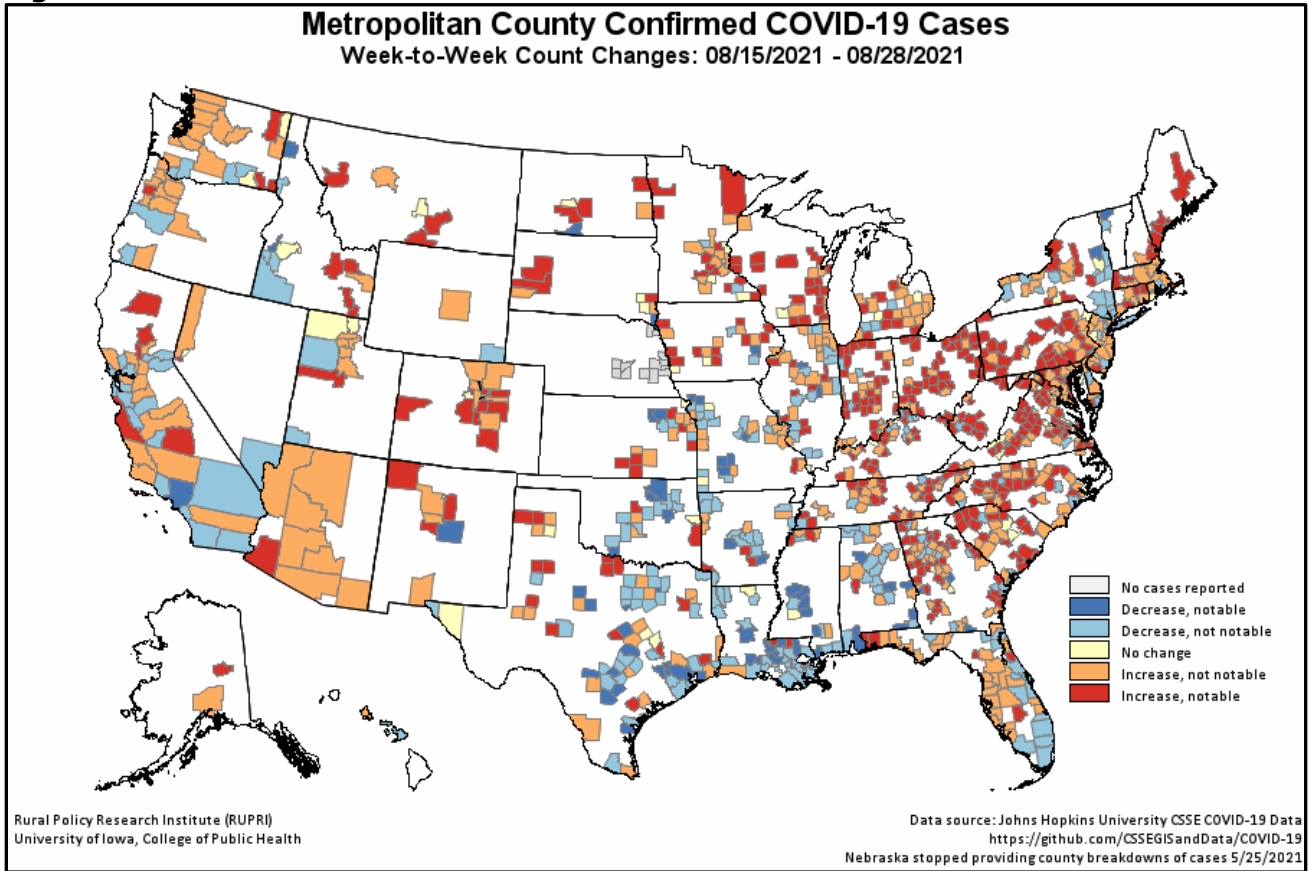 Metropolitan County Confirmed COVID-19 Cases
Week-to-Week Count Changes: 08/15/2021 - 08/28/2021
No cases reported
Decrease, notable
Decrease, not notable
No change
Increase, not notable
Increase, notable
Rural Policy Research Institute (RUPRI)
University of Iowa, College of Public Health
Data source: Johns Hopkins University CSSE COVID-19 Data
https://github.com/CSSEGISandData/COVID-19
Nebraska stopped providing county breakdowns of cases 5/25/2021